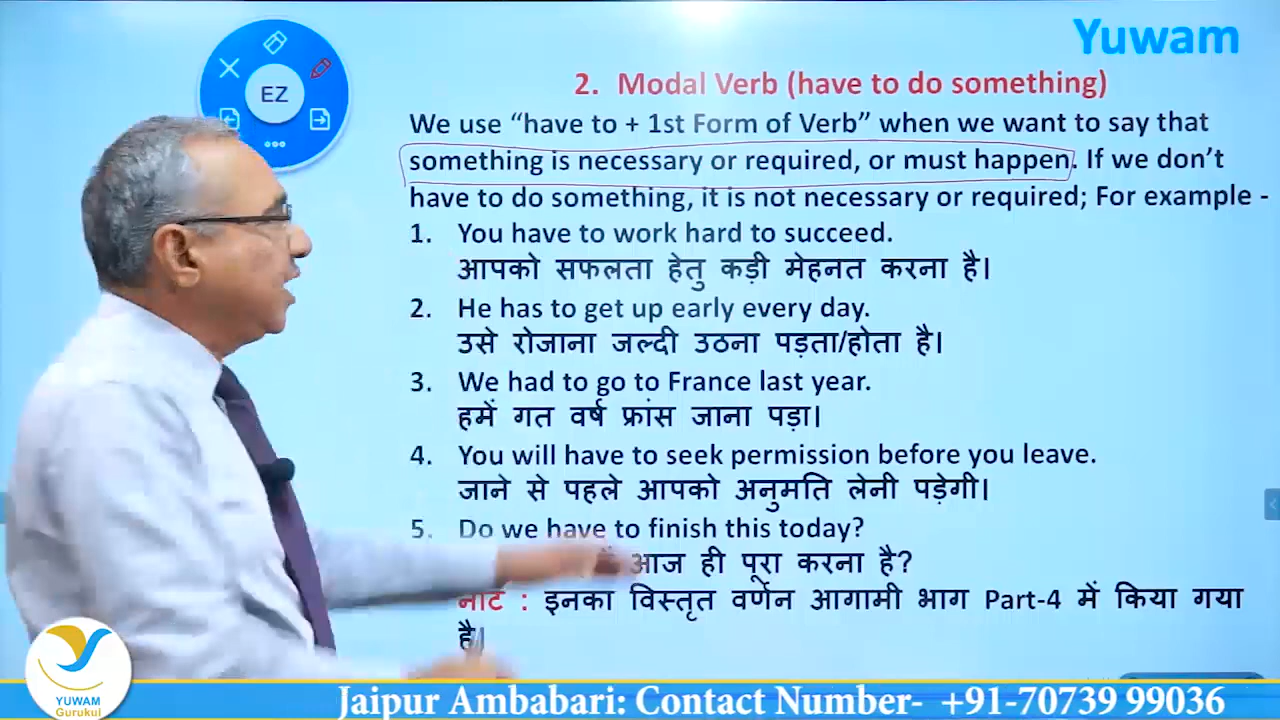 Yuwam
EZ
2. Modal Verb (have to do something)
We use “have to + 1st Form of Verb” when we want to say that
something is necessary or required, or must happen. If we don’t
have to do something, it is not necessary or required; For example -
1. You have to work hard to succeed.
आपको सफलता हेतु कड़ी मेहनत करना है।
2. He has to get up early every day.
उसे रोजाना जल्दी उठना पड़ता/होता है।
3. We had to go to France last year.
हमें गत वर्ष फ्रांस जाना पड़ा।
4. You will have to seek permission before you leave.
जाने से पहले आपको अनुमति लेनी पड़ेगी।
5. Do we have to finish this today?
आज ही पूरा करना है?
नोट : इनका विस्तृत वर्णन आगामी भाग Part-4 में किया गया
है।
YUWAM
Gurukul
Jaipur Ambabari: Contact Number- +91-70739 99036